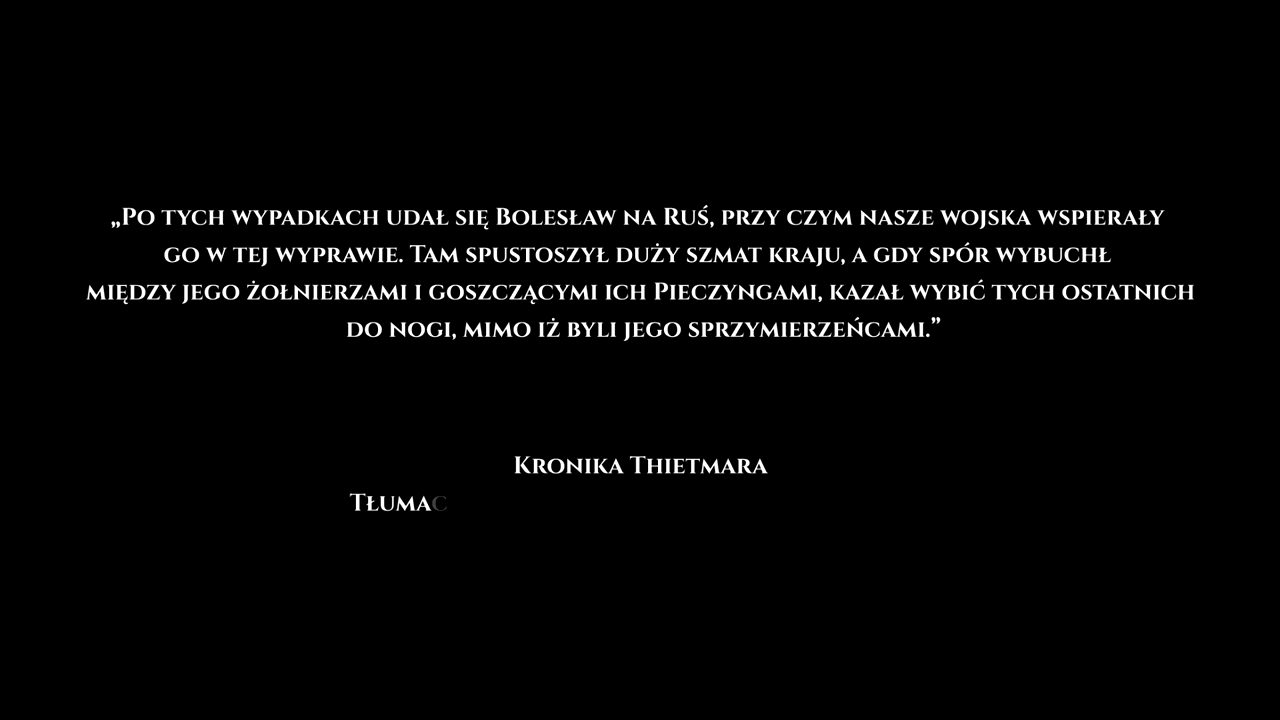 „Po tych wypadkach udał się Bolesław na Ruś, przy czym nasze wojska wspierały
go w tej wyprawie. Tam spustoszył duży szmat kraju, a gdy spór wybuchł
między jego żołnierzami i goszczącymi ich Pieczyngami, kazał wybić tych ostatnich
do nogi, mimo iż byli jego sprzymierzeńcami.”
Kronika Thietmara
Tłumac